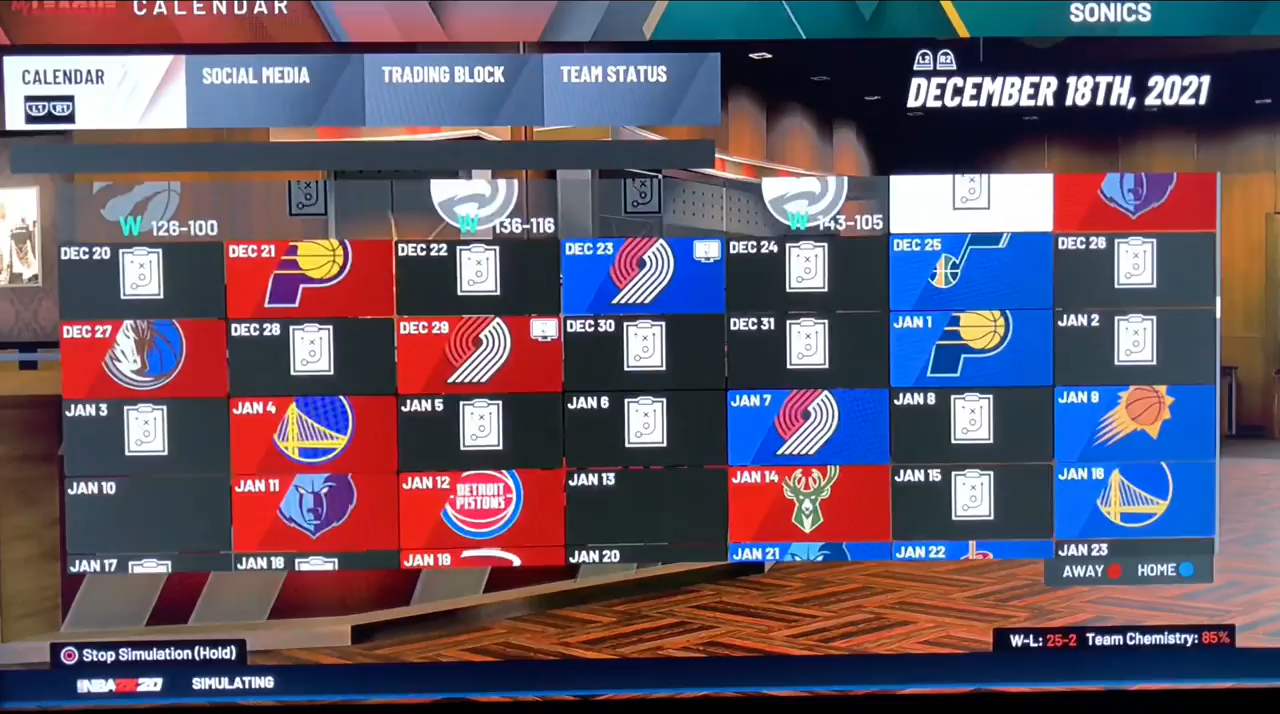 MyLEAGUE
CALENDAR
SONICS
CALENDAR
SOCIAL MEDIA
TRADING BLOCK
TEAM STATUS
L1 R1
L2 R2
DECEMBER 18TH, 2021
W 126-100
W 136-116
W 143-105
DEC 20
DEC 21
DEC 22
DEC 23
DEC 24
DEC 25
DEC 26
DEC 27
DEC 28
DEC 29
DEC 30
DEC 31
JAN 1
JAN 2
JAN 3
JAN 4
JAN 5
JAN 6
JAN 7
JAN 8
JAN 9
JAN 10
JAN 11
JAN 12
DETROIT
PISTONS
JAN 13
JAN 14
JAN 15
JAN 16
JAN 17
JAN 18
JAN 19
JAN 20
JAN 21
JAN 22
JAN 23
AWAY
HOME
W-L: 25-2 Team Chemistry: 85%
Stop Simulation (Hold)
NBA 2K20
SIMULATING